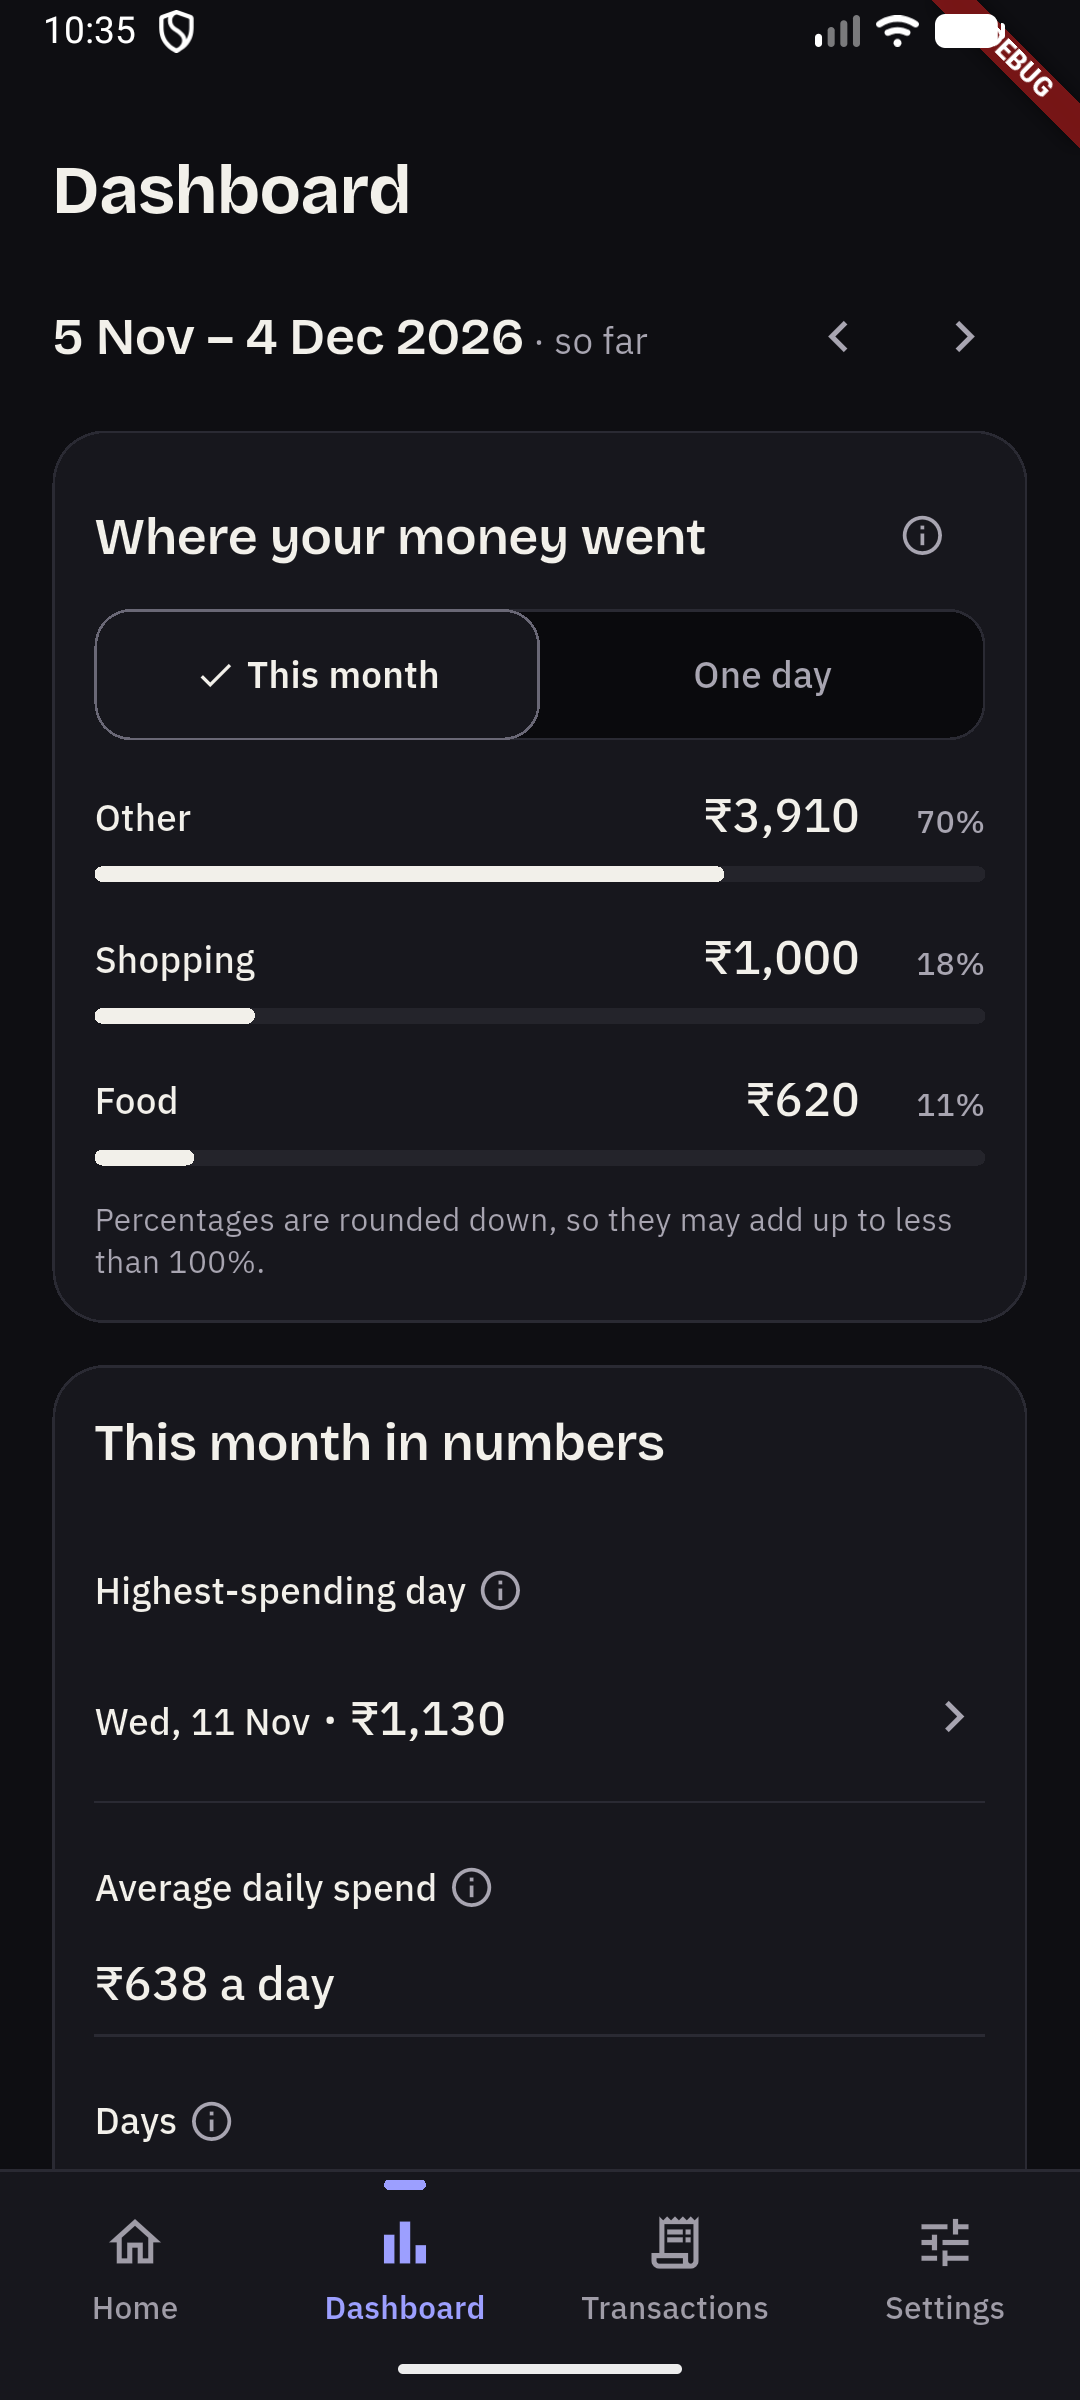 10:35
DEBUG
Dashboard
5 Nov – 4 Dec 2026 · so far
Where your money went
This month
One day
Other ₹3,910 70%
Shopping ₹1,000 18%
Food ₹620 11%
Percentages are rounded down, so they may add up to less
than 100%.
This month in numbers
Highest-spending day
Wed, 11 Nov · ₹1,130
Average daily spend
₹638 a day
Days
Home
Dashboard
Transactions
Settings